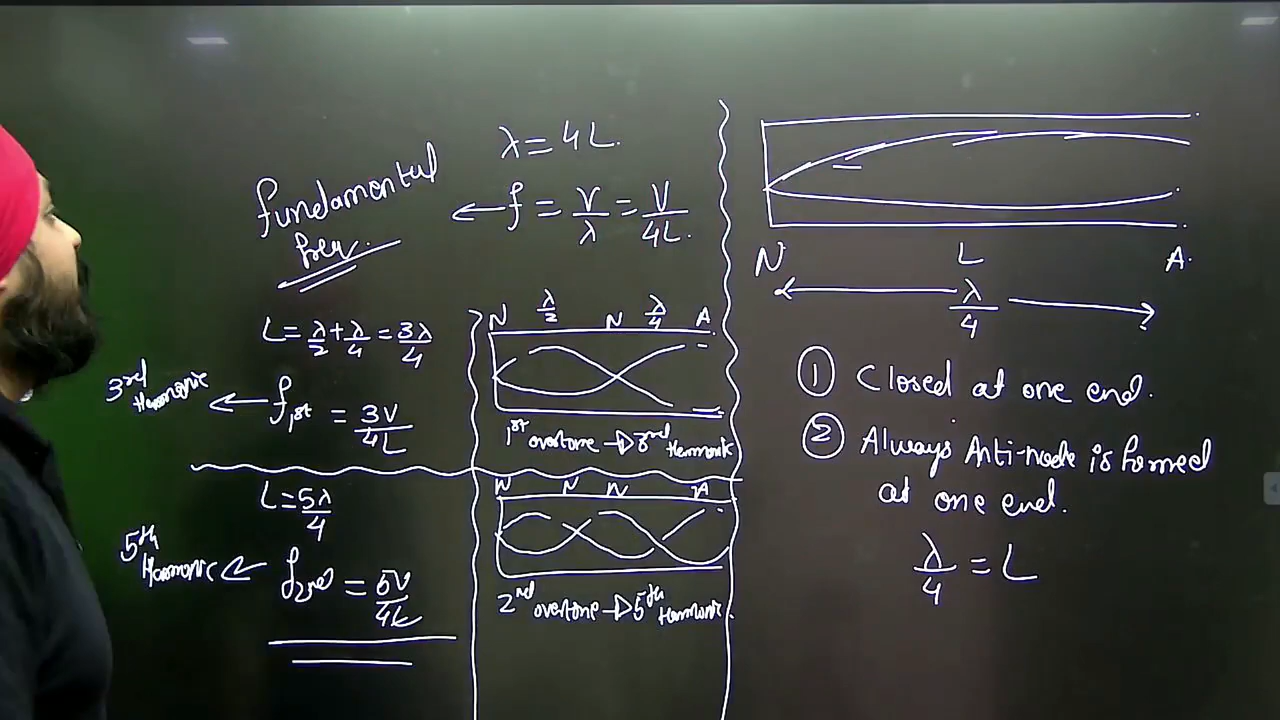 λ = 4L.
fundamental
freq.
← f = V/λ = V/4L.
L = λ/2 + λ/4 = 3λ/4
3rd Harmonic ← f1st = 3V/4L
N λ/2 N λ/4 A
1st overtone → 3rd Harmonic
L = 5λ/4
5th Harmonic ← f2nd = 5V/4L
N N N A
2nd overtone → 5th Harmonic.
N L A.
λ/4
① Closed at one end.
② Always Anti-node is formed
at one end.
λ/4 = L